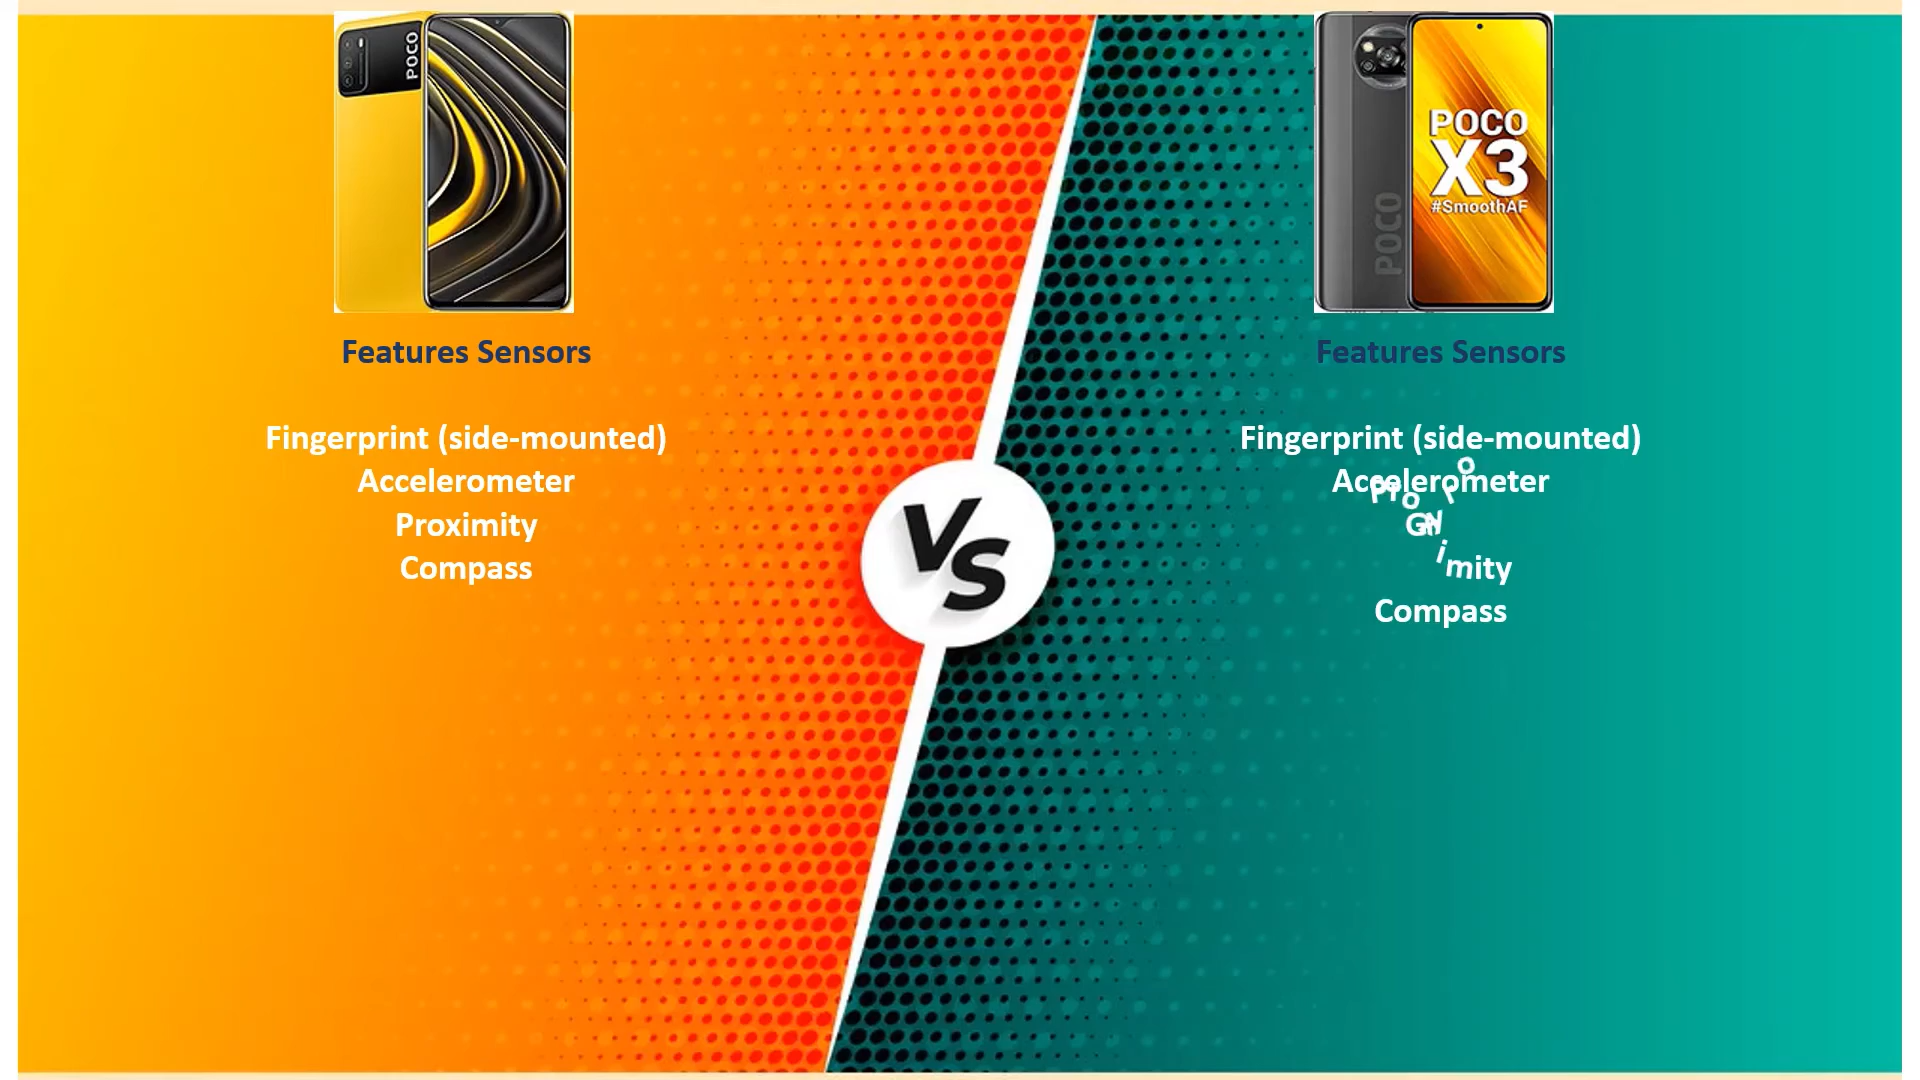 POCO
POCO
X3
#SmoothAF
POCO
Features Sensors
Fingerprint (side-mounted)
Accelerometer
Proximity
Compass
VS
Features Sensors
Fingerprint (side-mounted)
Accelerometer
imity
Compass